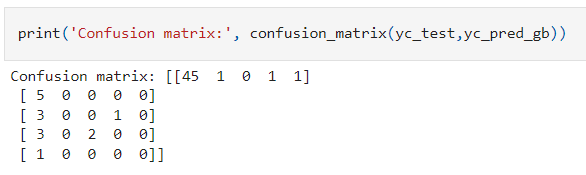 print('Confusion matrix:', confusion_matrix(yc_test,yc_pred_gb))
Confusion matrix: [[45  1  0  1  1]
 [ 5  0  0  0  0]
 [ 3  0  0  1  0]
 [ 3  0  2  0  0]
 [ 1  0  0  0  0]]